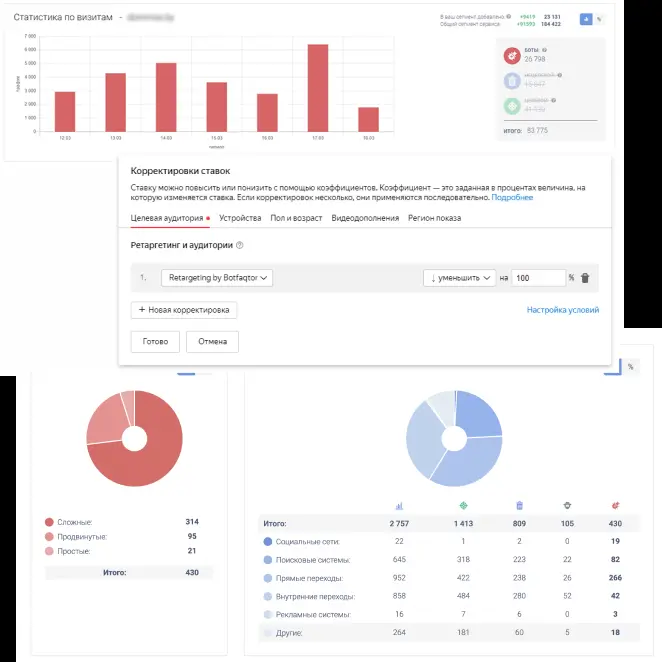 Статистика по визитам -
В ваш сегмент добавлено: +9419 23 131
Общий сегмент сервиса: +91593 184 422
%
7 000
6 000
5 000
4 000
3 000
2 000
1 000
0
12.03 13.03 14.03 15.03 16.03 17.03 18.03
БОТЫ
26 798
ИТОГО: 83 775
Корректировки ставок
Ставку можно повысить или понизить с помощью коэффициентов. Коэффициент — это заданная в процентах величина, на
которую изменяется ставка. Если корректировок несколько, они применяются последовательно. Подробнее
Целевая аудитория Устройства Пол и возраст Видеодополнения Регион показа
Ретаргетинг и аудитории
1. Retargeting by Botfaqtor ↓ уменьшить на 100 %
+ Новая корректировка Настройка условий
Готово Отмена
%
Сложные: 314
Продвинутые: 95
Простые: 21
Итого: 430
Итого: 2 757 1 413 809 105 430
Социальные сети: 22 1 2 0 19
Поисковые системы: 645 318 223 22 82
Прямые переходы: 952 422 238 26 266
Внутренние переходы: 858 484 280 52 42
Рекламные системы: 16 7 6 0 3
Другие: 264 181 60 5 18